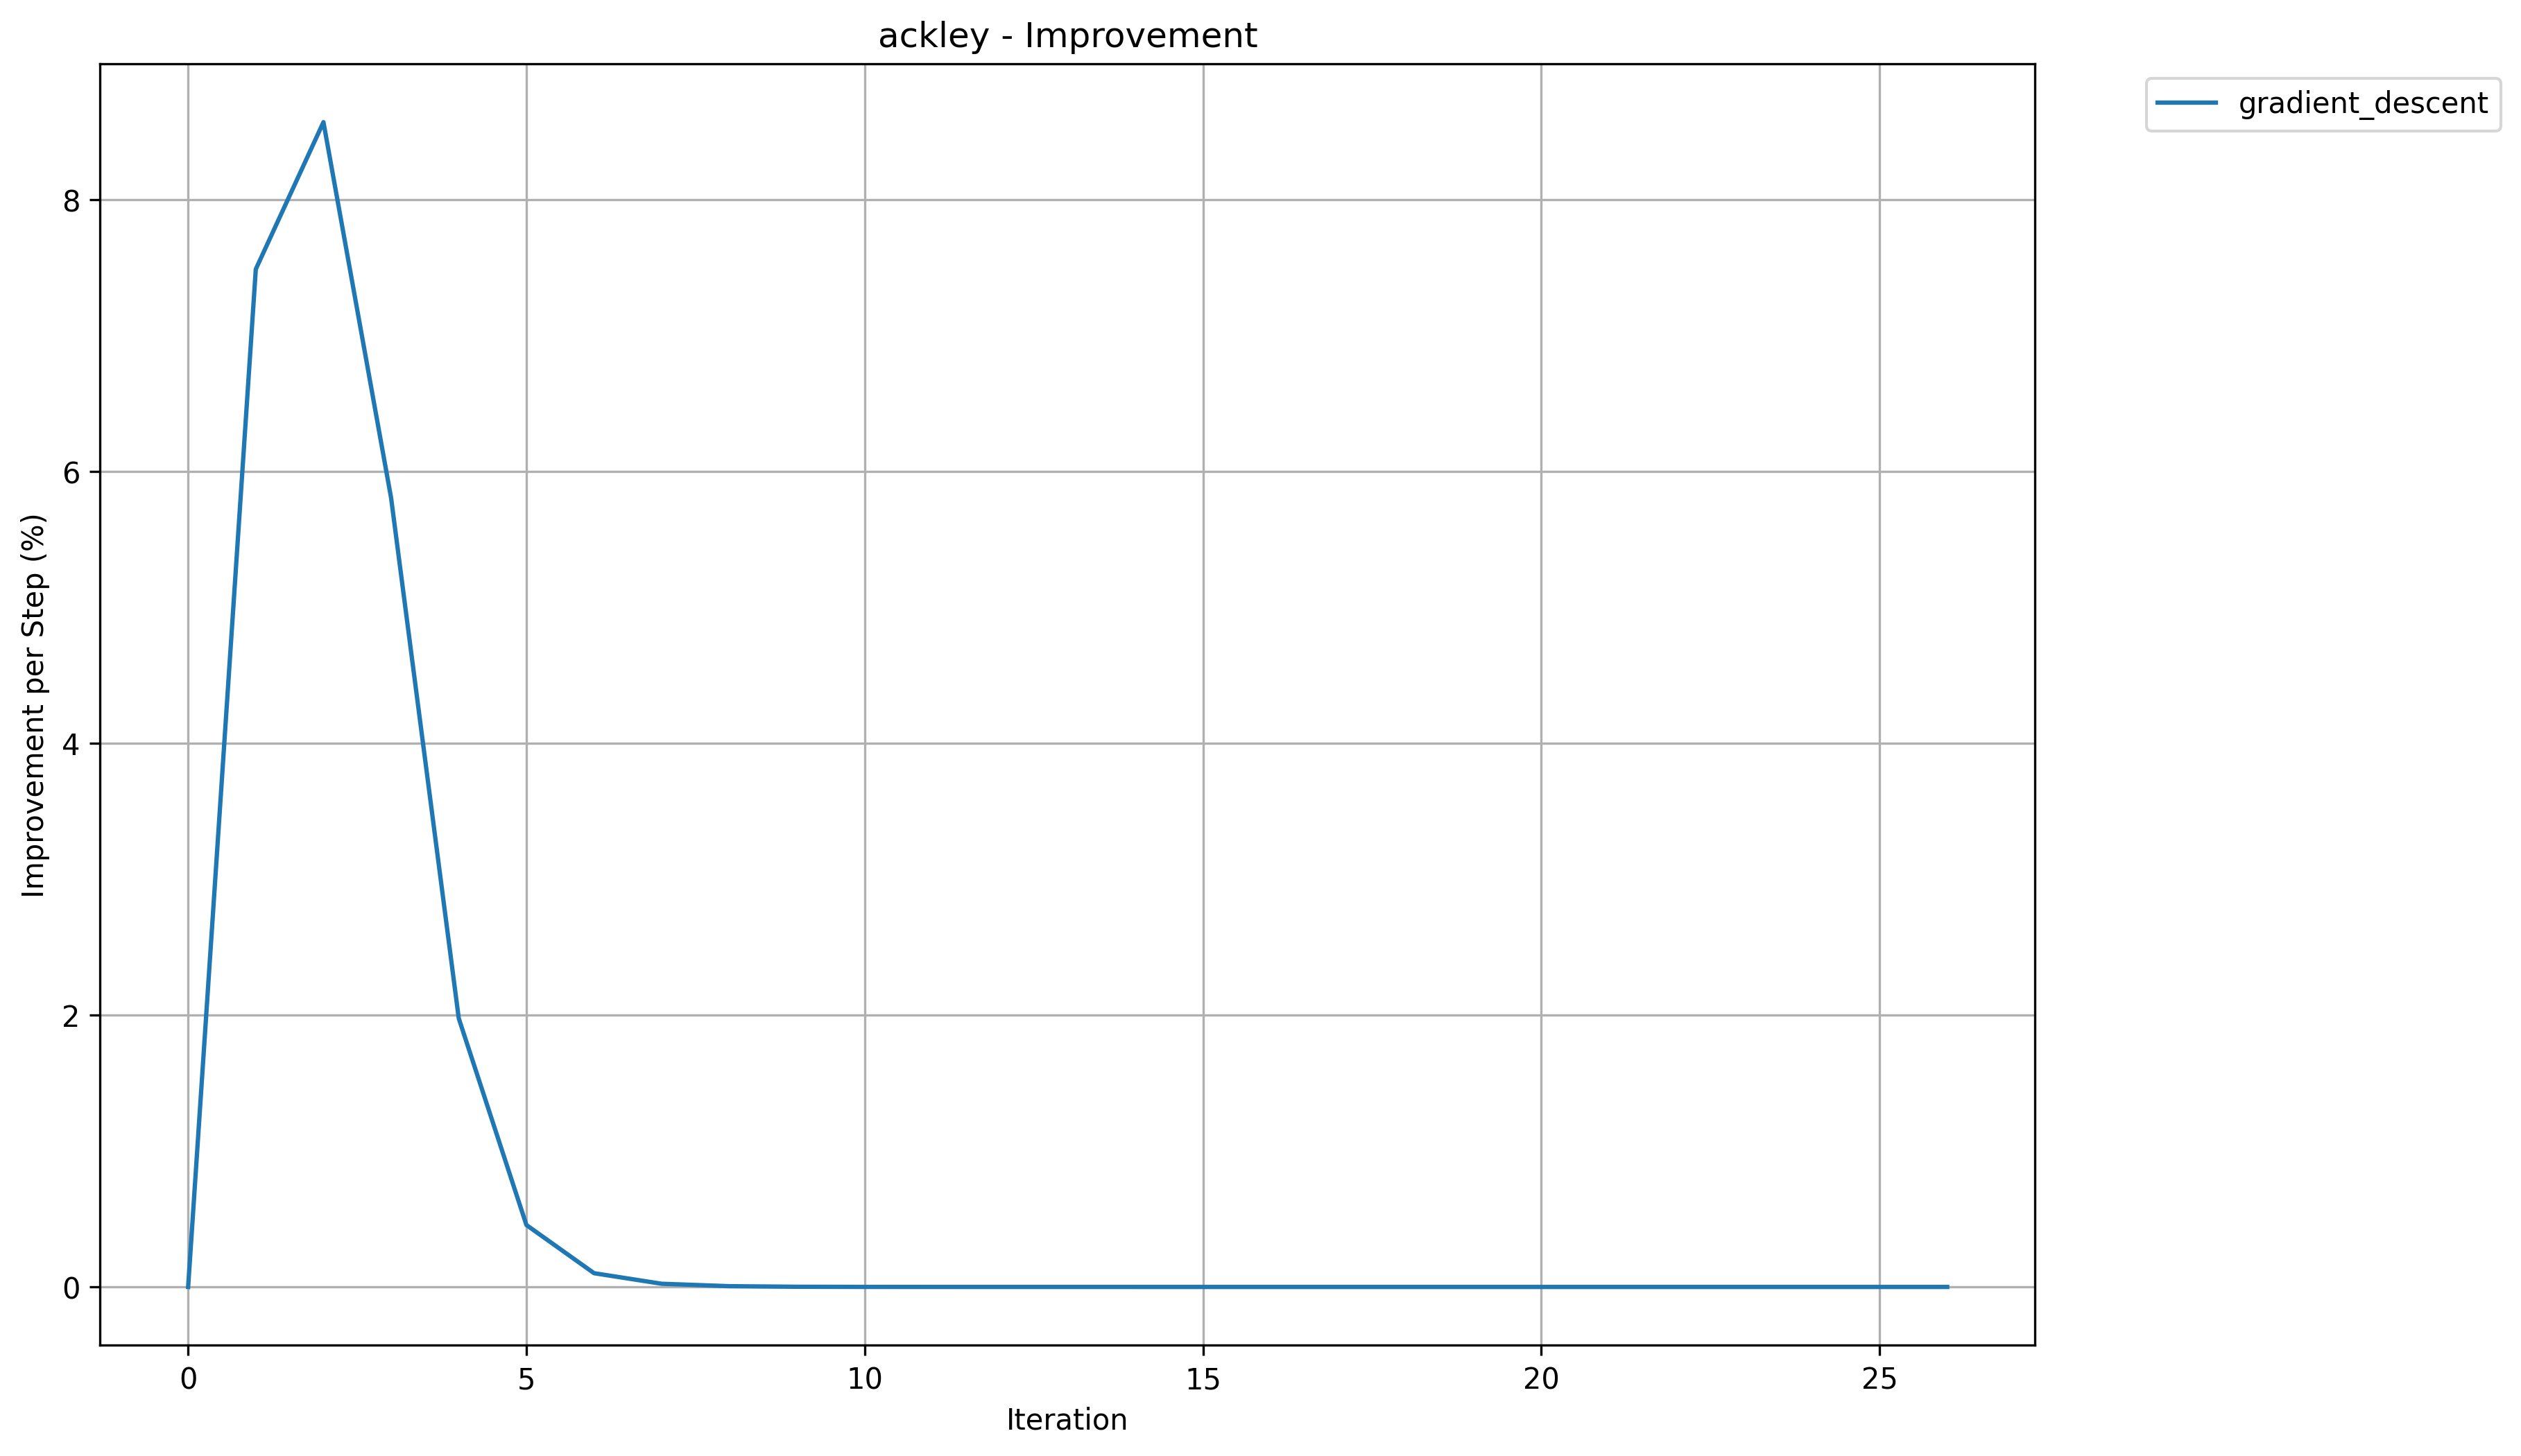 ackley - Improvement
gradient_descent
Improvement per Step (%)
8
6
4
2
0
0 5 10 15 20 25
Iteration